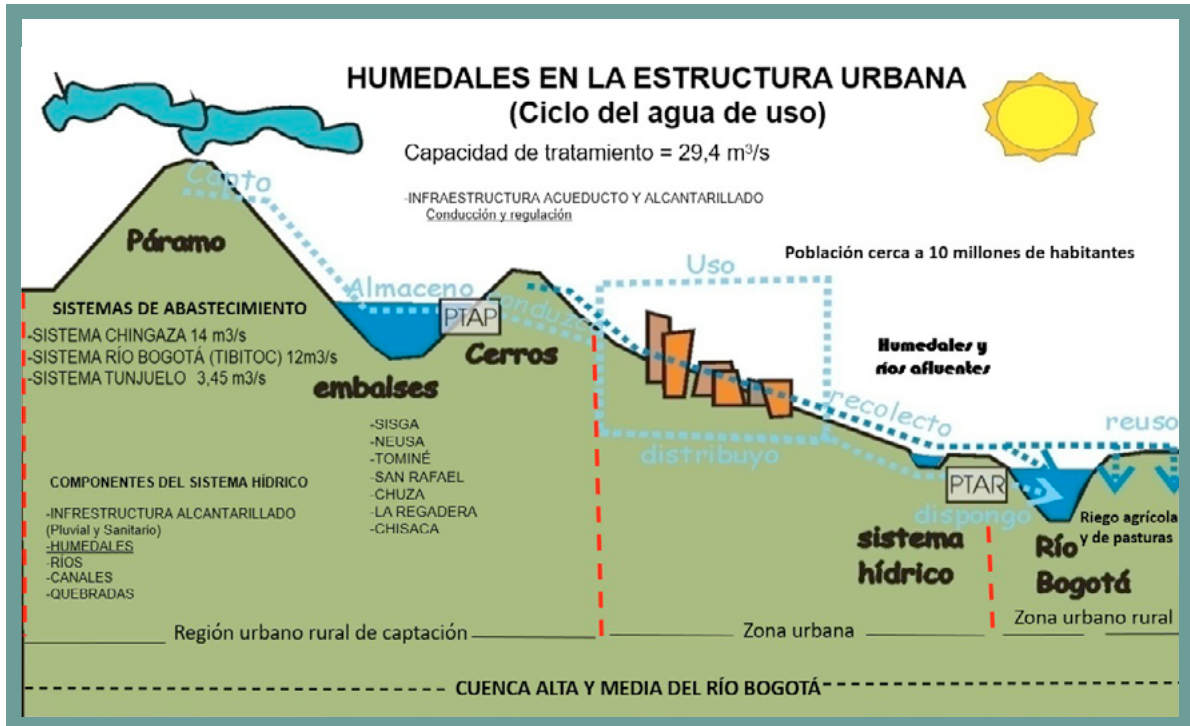 HUMEDALES EN LA ESTRUCTURA URBANA
(Ciclo del agua de uso)
Capacidad de tratamiento = 29,4 m³/s
-INFRAESTRUCTURA ACUEDUCTO Y ALCANTARILLADO
Conducción y regulación
Población cerca a 10 millones de habitantes
Capto
Páramo
Almaceno
PTAP
conduzco
Cerros
embalses
Uso
distribuyo
recolecto
Humedales y
ríos afluentes
reuso
PTAR
dispongo
sistema
hídrico
Río
Bogotá
Riego agrícola
y de pasturas
SISTEMAS DE ABASTECIMIENTO
-SISTEMA CHINGAZA 14 m3/s
-SISTEMA RÍO BOGOTÁ (TIBITOC) 12m3/s
-SISTEMA TUNJUELO 3,45 m3/s
-SISGA
-NEUSA
-TOMINÉ
-SAN RAFAEL
-CHUZA
-LA REGADERA
-CHISACA
COMPONENTES DEL SISTEMA HÍDRICO
-INFRESTRUCTURA ALCANTARILLADO
(Pluvial y Sanitario)
-HUMEDALES
-RÍOS
-CANALES
-QUEBRADAS
Región urbano rural de captación
Zona urbana
Zona urbano rural
CUENCA ALTA Y MEDIA DEL RÍO BOGOTÁ